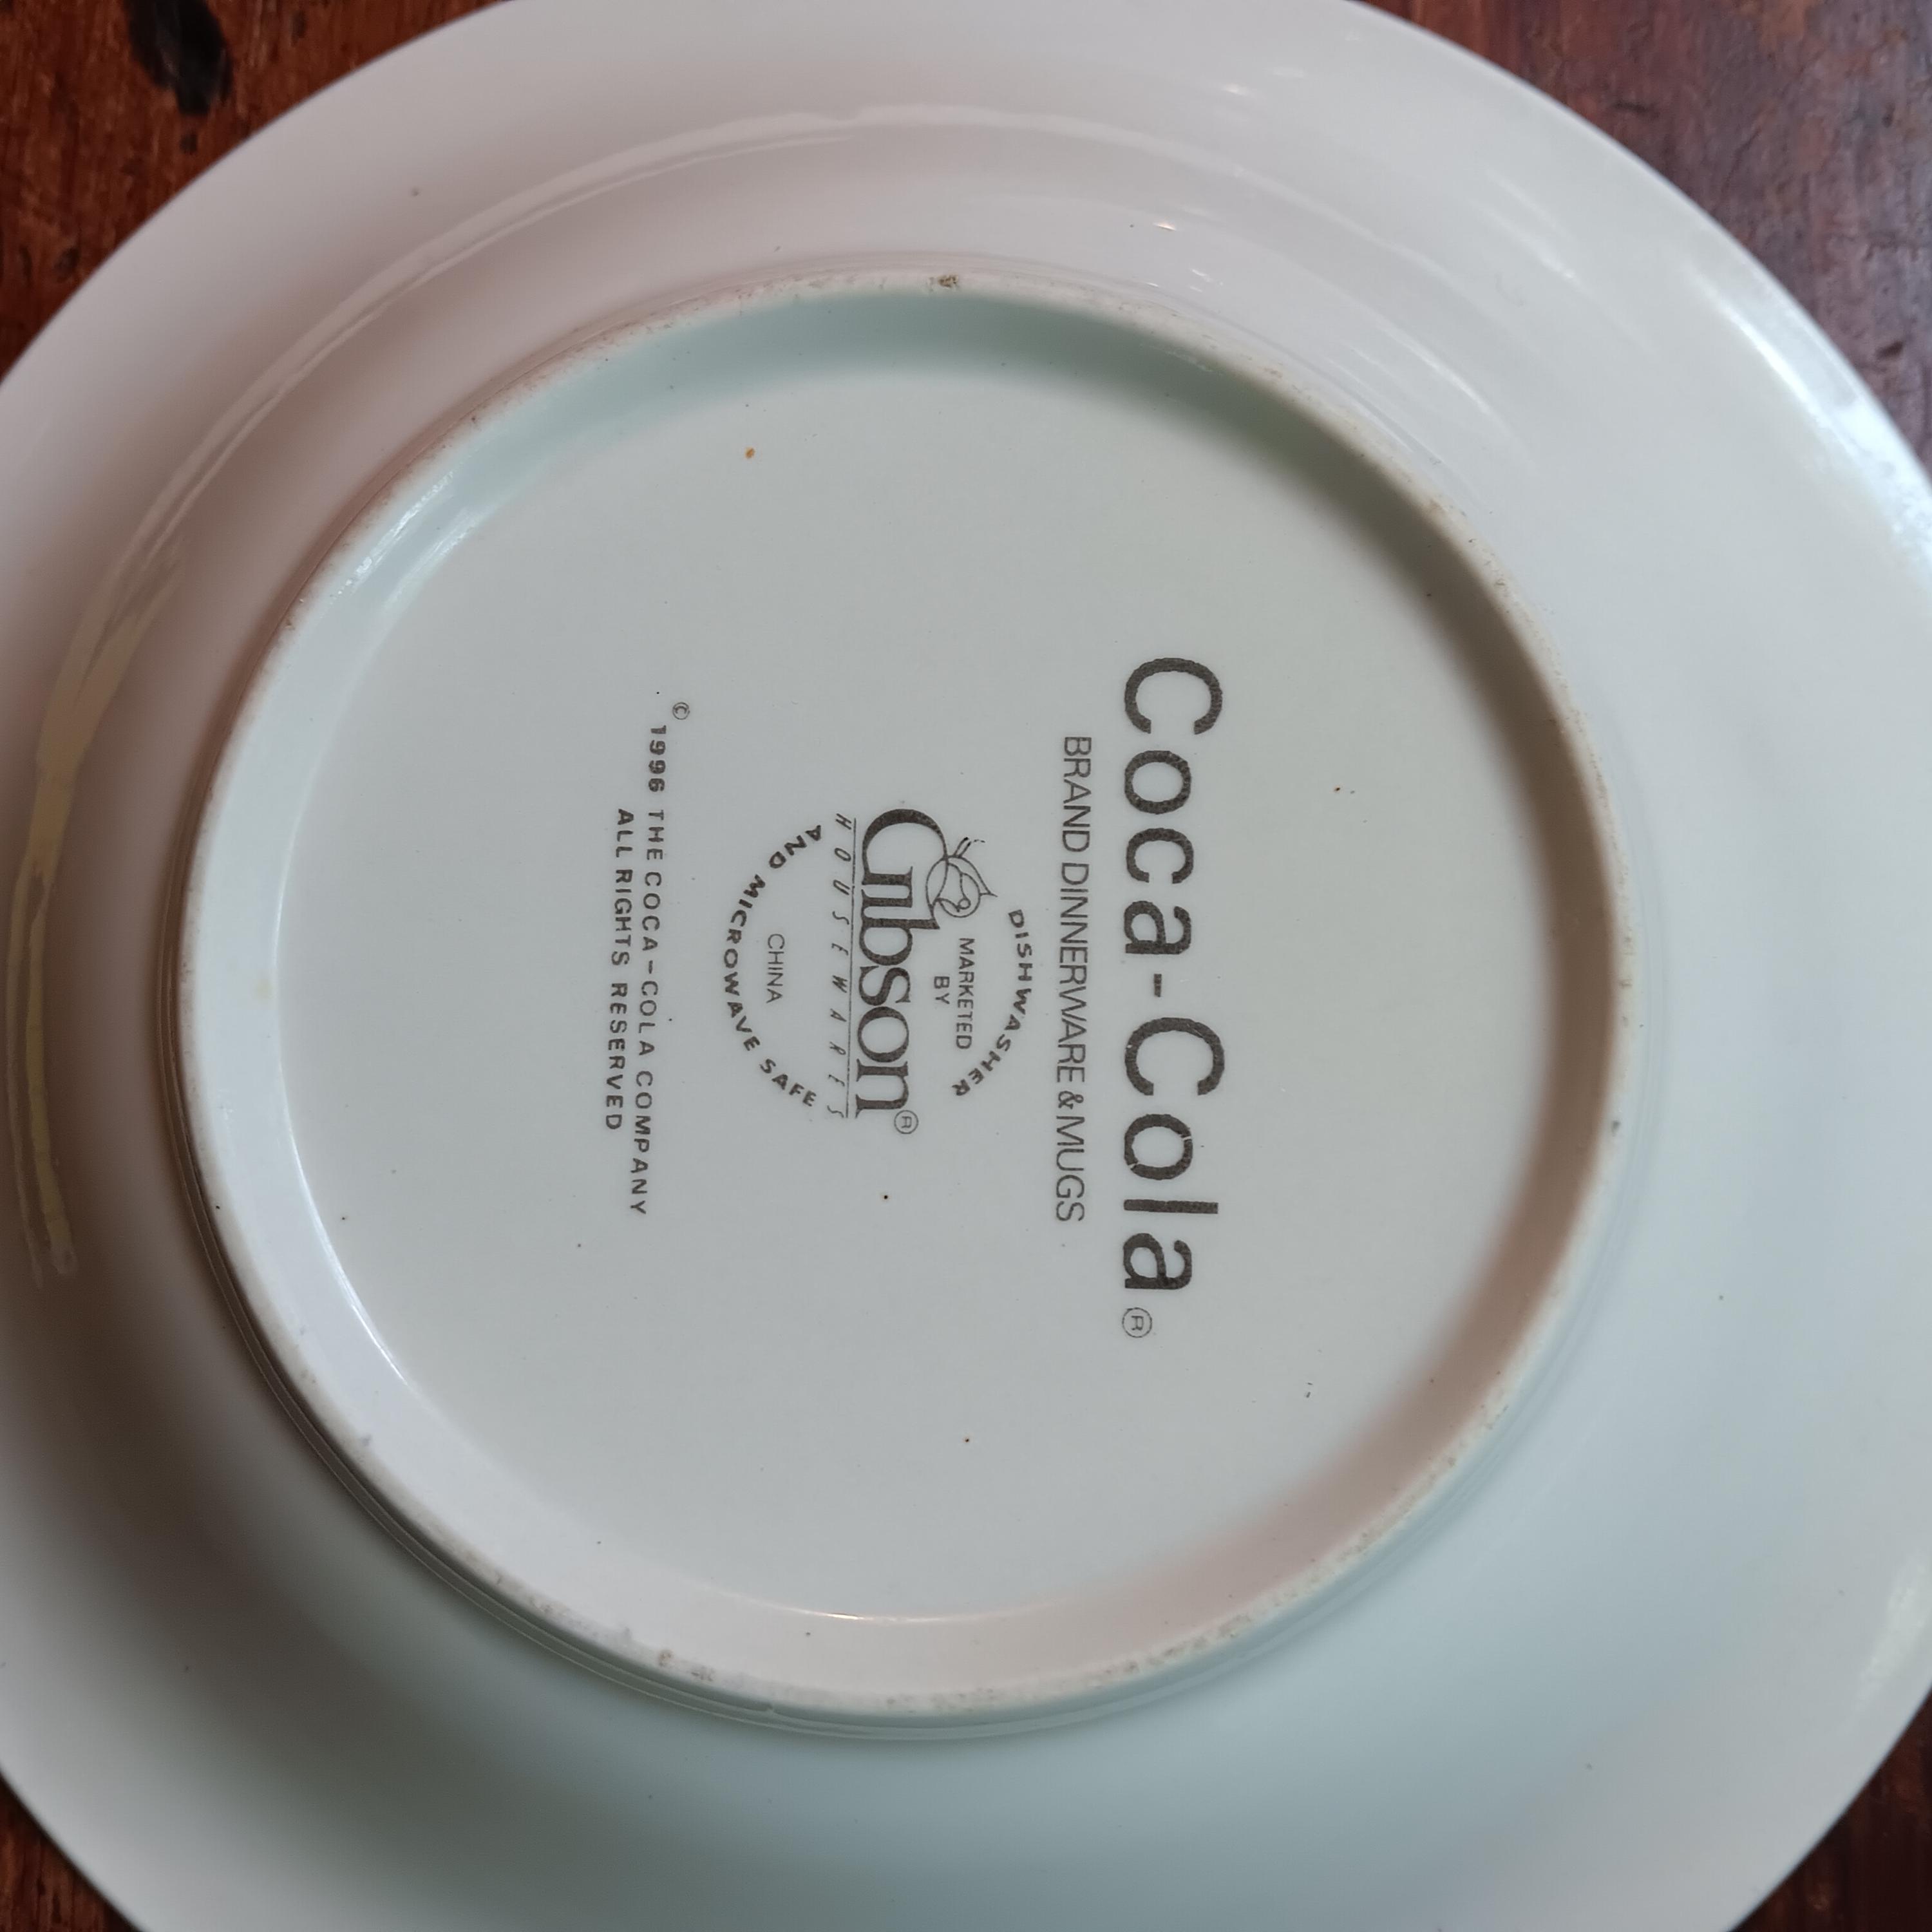 Coca-Cola®
BRAND DINNERWARE & MUGS
DISHWASHER
MARKETED
BY
Gibson®
HOUSEWARES
CHINA
AND MICROWAVE SAFE
© 1996 THE COCA-COLA COMPANY
ALL RIGHTS RESERVED